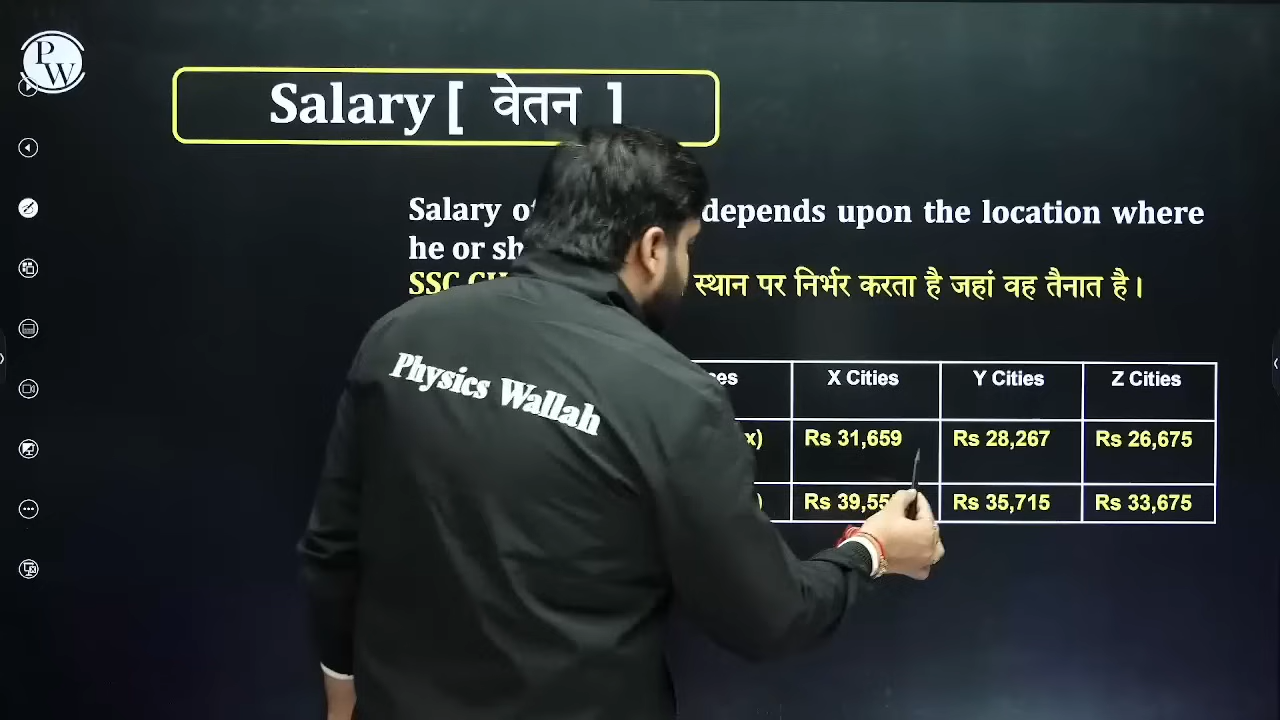 PW
Salary [ वेतन ]
Salary depends upon the location where
he or
SSC स्थान पर निर्भर करता है जहां वह तैनात है।
Physics Wallah
X Cities Y Cities Z Cities
Rs 31,659 Rs 28,267 Rs 26,675
Rs Rs 35,715 Rs 33,675